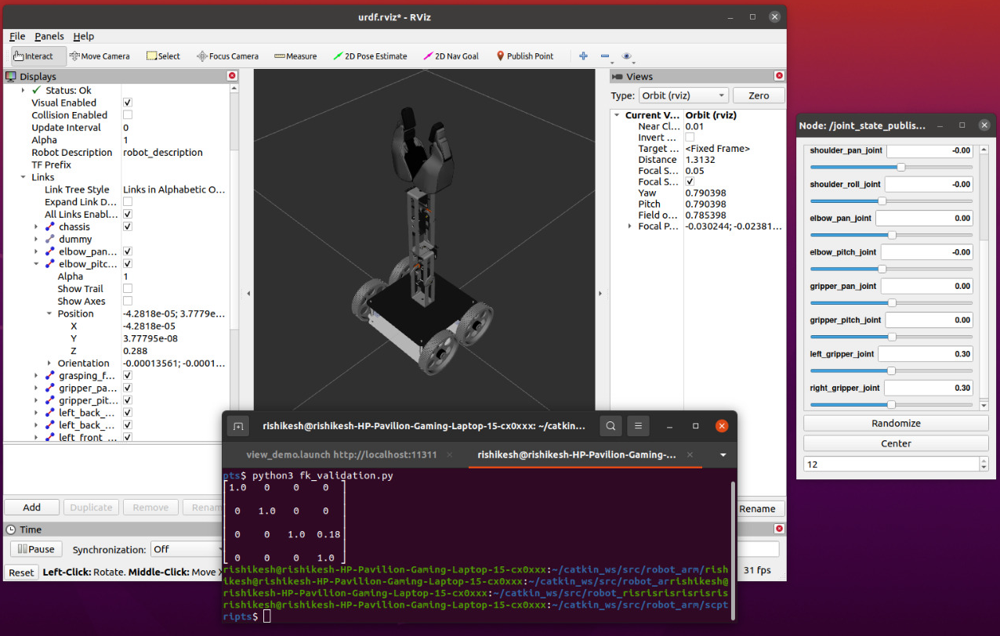 urdf.rviz* - RViz
File Panels Help
Interact Move Camera Select Focus Camera Measure 2D Pose Estimate 2D Nav Goal Publish Point
Displays
Status: Ok
Visual Enabled
Collision Enabled
Update Interval 0
Alpha 1
Robot Description robot_description
TF Prefix
Links
Link Tree Style Links in Alphabetic O...
Expand Link D...
All Links Enabl...
chassis
dummy
elbow_pan...
elbow_pitc...
Alpha 1
Show Trail
Show Axes
Position -4.2818e-05; 3.7779e...
X -4.2818e-05
Y 3.77795e-08
Z 0.288
Orientation -0.00013561; -0.0001...
grasping_f...
gripper_pa...
gripper_pit...
left_back_...
left_back_...
left_front_...
Add Duplicate Remove Renam
Time
Pause Synchronization: Off
Reset Left-Click: Rotate. Middle-Click: Move X
Views
Type: Orbit (rviz) Zero
Current V... Orbit (rviz)
Near Cl... 0.01
Invert ...
Target ... <Fixed Frame>
Distance 1.3132
Focal S... 0.05
Focal S...
Yaw 0.790398
Pitch 0.790398
Field o... 0.785398
Focal P... -0.030244; -0.02381...
Rename
31 fps
Node: /joint_state_publis...
shoulder_pan_joint -0.00
shoulder_roll_joint -0.00
elbow_pan_joint 0.00
elbow_pitch_joint -0.00
gripper_pan_joint 0.00
gripper_pitch_joint 0.00
left_gripper_joint 0.30
right_gripper_joint 0.30
Randomize
Center
12
rishikesh@rishikesh-HP-Pavilion-Gaming-Laptop-15-cx0xxx: ~/catkin_w...
view_demo.launch http://localhost:11311
rishikesh@rishikesh-HP-Pavilion-Gaming-...
pts$ python3 fk_validation.py
[1.0 0 0 0 ]
0 1.0 0 0
0 0 1.0 0.18
0 0 0 1.0
rishikesh@rishikesh-HP-Pavilion-Gaming-Laptop-15-cx0xxx:~/catkin_ws/src/robot_arm/rish
ikesh@rishikesh-HP-Pavilion-Gaming-Laptop-15-cx0xxx:~/catkin_ws/src/robot_arrishikesh@
rishikesh-HP-Pavilion-Gaming-Laptop-15-cx0xxx:~/catkin_ws/src/robot_risrisrisrisrisris
rishikesh@rishikesh-HP-Pavilion-Gaming-Laptop-15-cx0xxx:~/catkin_ws/src/robot_arm/scpt
ripts$